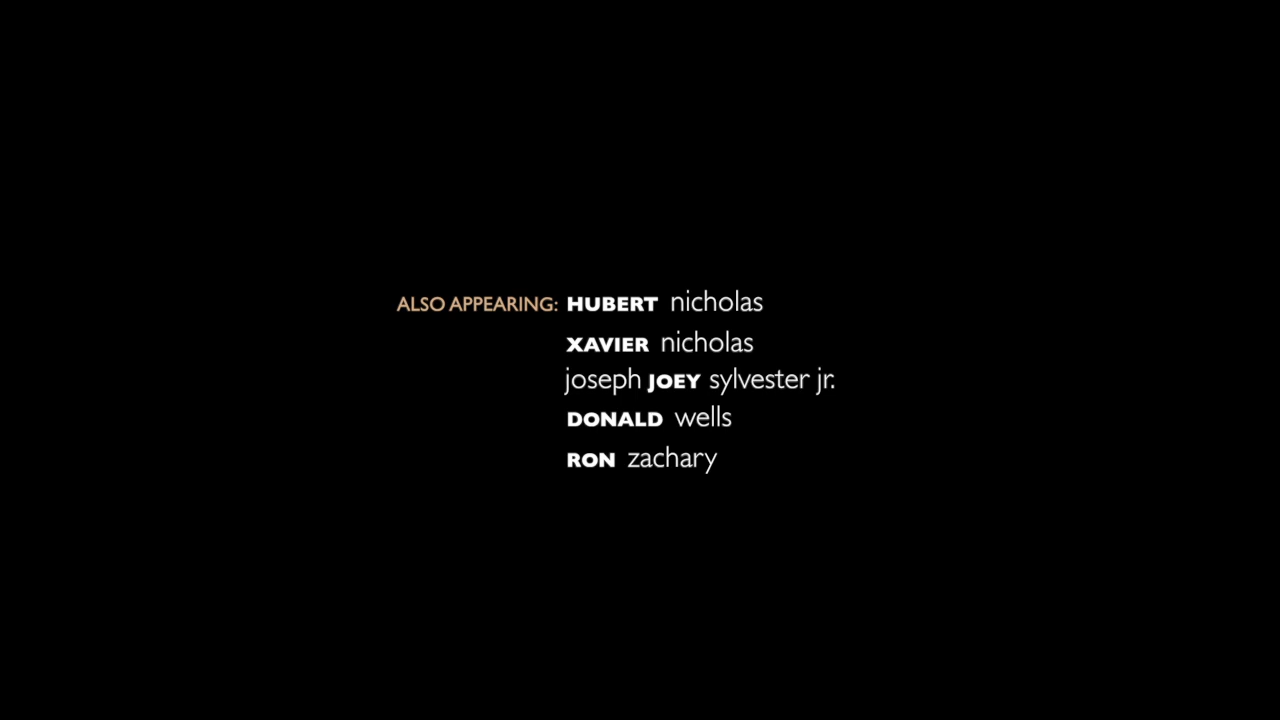 ALSO APPEARING: HUBERT nicholas
XAVIER nicholas
joseph JOEY sylvester jr.
DONALD wells
RON zachary